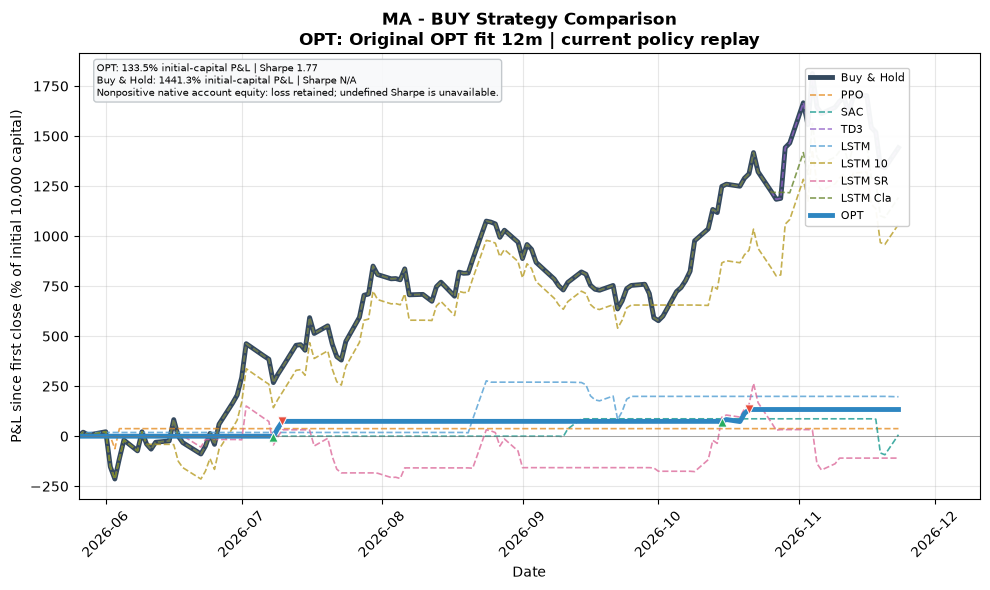 MA - BUY Strategy Comparison
OPT: Original OPT fit 12m | current policy replay
OPT: 133.5% initial-capital P&L | Sharpe 1.77
Buy & Hold: 1441.3% initial-capital P&L | Sharpe N/A
Nonpositive native account equity: loss retained; undefined Sharpe is unavailable.
Buy & Hold
PPO
SAC
TD3
LSTM
LSTM 10
LSTM SR
LSTM Cla
OPT
P&L since first close (% of initial 10,000 capital)
1750
1500
1250
1000
750
500
250
0
−250
2026-06
2026-07
2026-08
2026-09
2026-10
2026-11
2026-12
Date